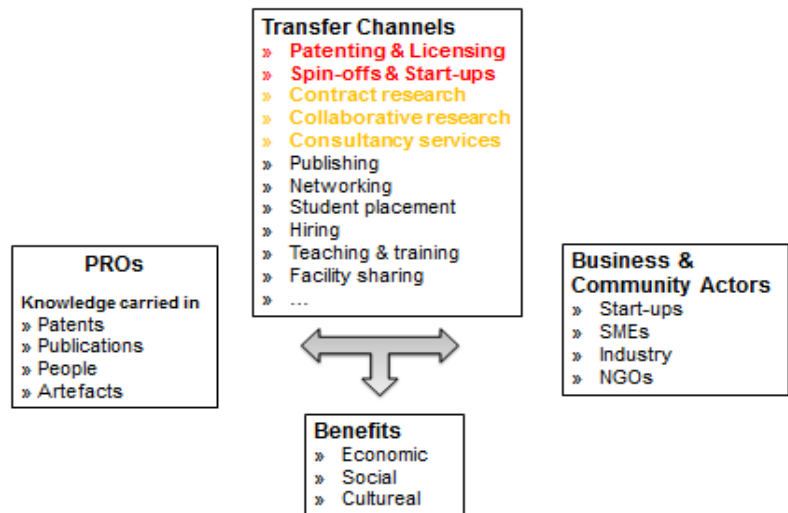 Transfer Channels
» Patenting & Licensing
» Spin-offs & Start-ups
» Contract research
» Collaborative research
» Consultancy services
» Publishing
» Networking
» Student placement
» Hiring
» Teaching & training
» Facility sharing
» ...
PROs
Knowledge carried in
» Patents
» Publications
» People
» Artefacts
Business &
Community Actors
» Start-ups
» SMEs
» Industry
» NGOs
Benefits
» Economic
» Social
» Cultureal